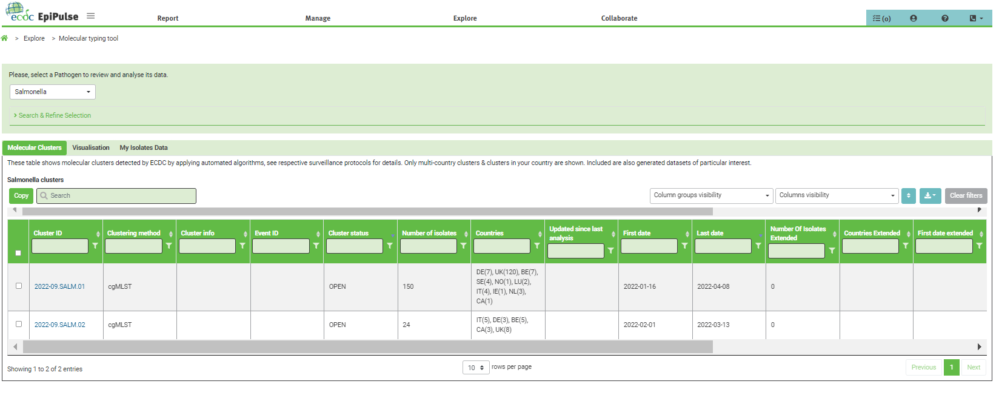 ecdc EpiPulse
Report Manage Explore Collaborate (0)
> Explore > Molecular typing tool
Please, select a Pathogen to review and analyse its data.
Salmonella
> Search & Refine Selection
Molecular Clusters Visualisation My Isolates Data
These table shows molecular clusters detected by ECDC by applying automated algorithms, see respective surveillance protocols for details. Only multi-country clusters & clusters in your country are shown. Included are also generated datasets of particular interest.
Salmonella clusters
Copy Search Column groups visibility Columns visibility Clear filters
Cluster ID Clustering method Cluster info Event ID Cluster status Number of isolates Countries Updated since last analysis First date Last date Number Of Isolates Extended Countries Extended First date extended
2022-09.SALM.01 cgMLST OPEN 150 DE(7), UK(120), BE(7), SE(4), NO(1), LU(2), IT(4), IE(1), NL(3), CA(1) 2022-01-16 2022-04-08 0
2022-09.SALM.02 cgMLST OPEN 24 IT(5), DE(3), BE(5), CA(3), UK(8) 2022-02-01 2022-03-13 0
Showing 1 to 2 of 2 entries 10 rows per page Previous 1 Next